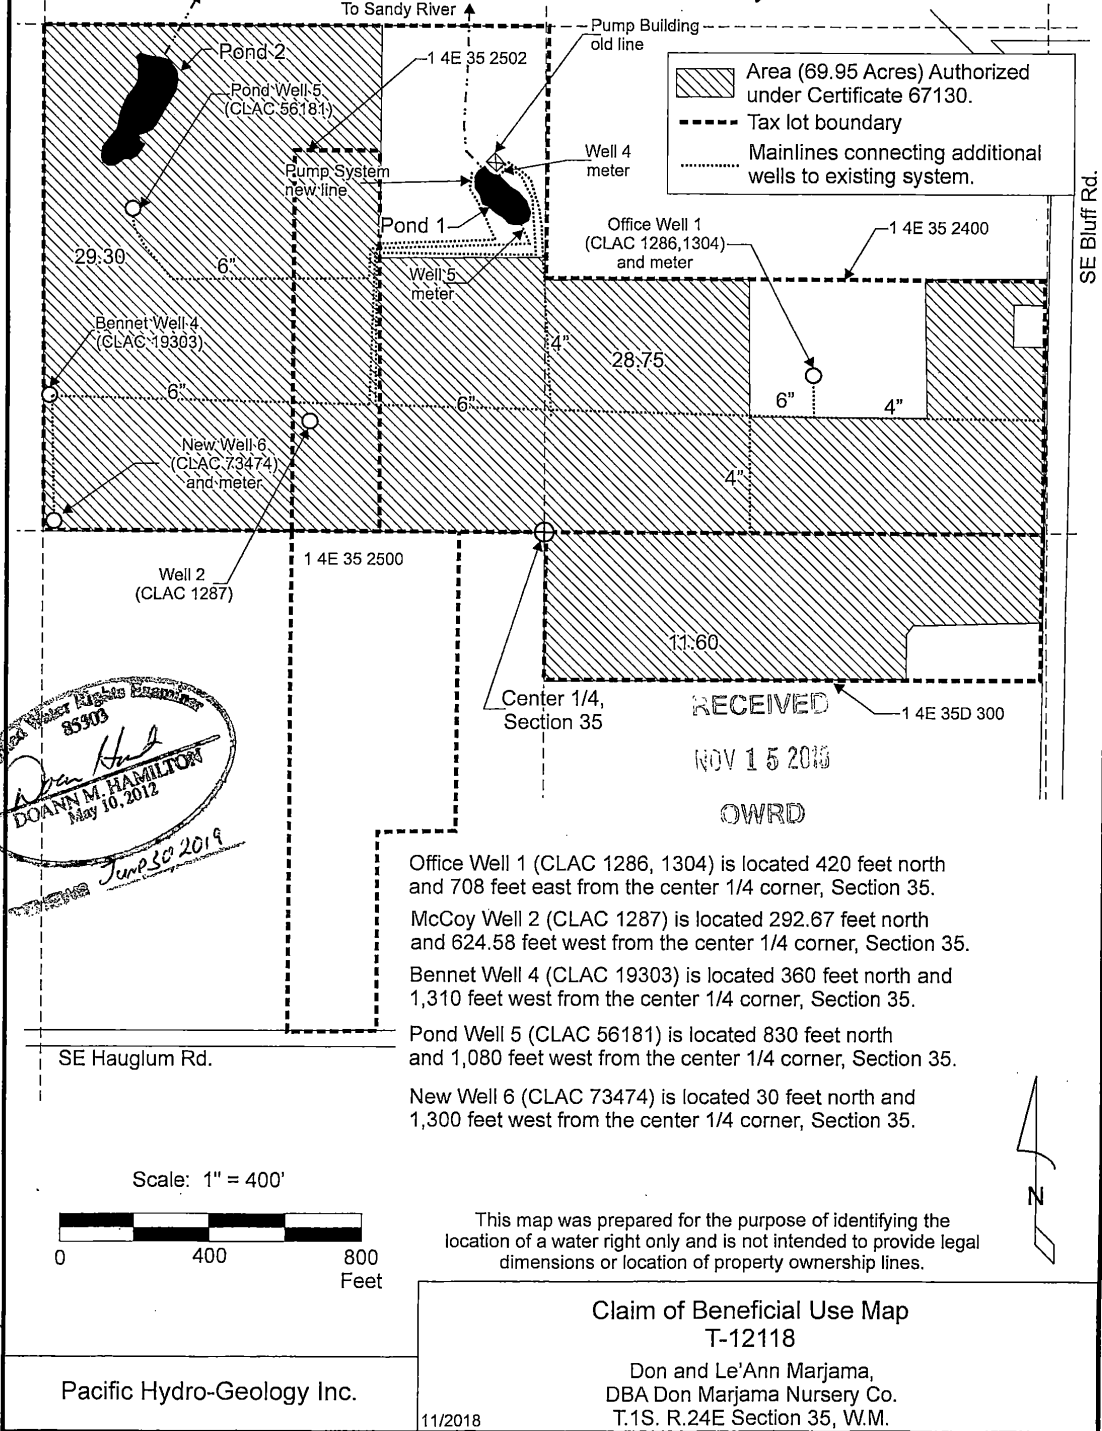 To Sandy River
Pump Building
old line
Pond 2
1 4E 35 2502
Pond Well 5
(CLAC 56181)
Area (69.95 Acres) Authorized
under Certificate 67130.
Tax lot boundary
Mainlines connecting additional
wells to existing system.
Well 4
meter
Pump System
new line
Pond 1
Office Well 1
(CLAC 1286,1304)
and meter
1 4E 35 2400
SE Bluff Rd.
29.30
6"
Well 5
meter
Bennet Well 4
(CLAC 19303)
4"
28.75
6"
6"
6"
4"
New Well 6
(CLAC 73474)
and meter
4"
1 4E 35 2500
Well 2
(CLAC 1287)
11.60
Center 1/4,
Section 35
1 4E 35D 300
RECEIVED
NOV 15 2018
OWRD
Water Rights Examiner
85303
DOANN M. HAMILTON
May 10, 2012
June 30 2019
Office Well 1 (CLAC 1286, 1304) is located 420 feet north
and 708 feet east from the center 1/4 corner, Section 35.
McCoy Well 2 (CLAC 1287) is located 292.67 feet north
and 624.58 feet west from the center 1/4 corner, Section 35.
Bennet Well 4 (CLAC 19303) is located 360 feet north and
1,310 feet west from the center 1/4 corner, Section 35.
Pond Well 5 (CLAC 56181) is located 830 feet north
and 1,080 feet west from the center 1/4 corner, Section 35.
New Well 6 (CLAC 73474) is located 30 feet north and
1,300 feet west from the center 1/4 corner, Section 35.
SE Hauglum Rd.
Scale: 1" = 400'
0 400 800
Feet
N
This map was prepared for the purpose of identifying the
location of a water right only and is not intended to provide legal
dimensions or location of property ownership lines.
Claim of Beneficial Use Map
T-12118
Don and Le'Ann Marjama,
DBA Don Marjama Nursery Co.
T.1S. R.24E Section 35, W.M.
Pacific Hydro-Geology Inc.
11/2018